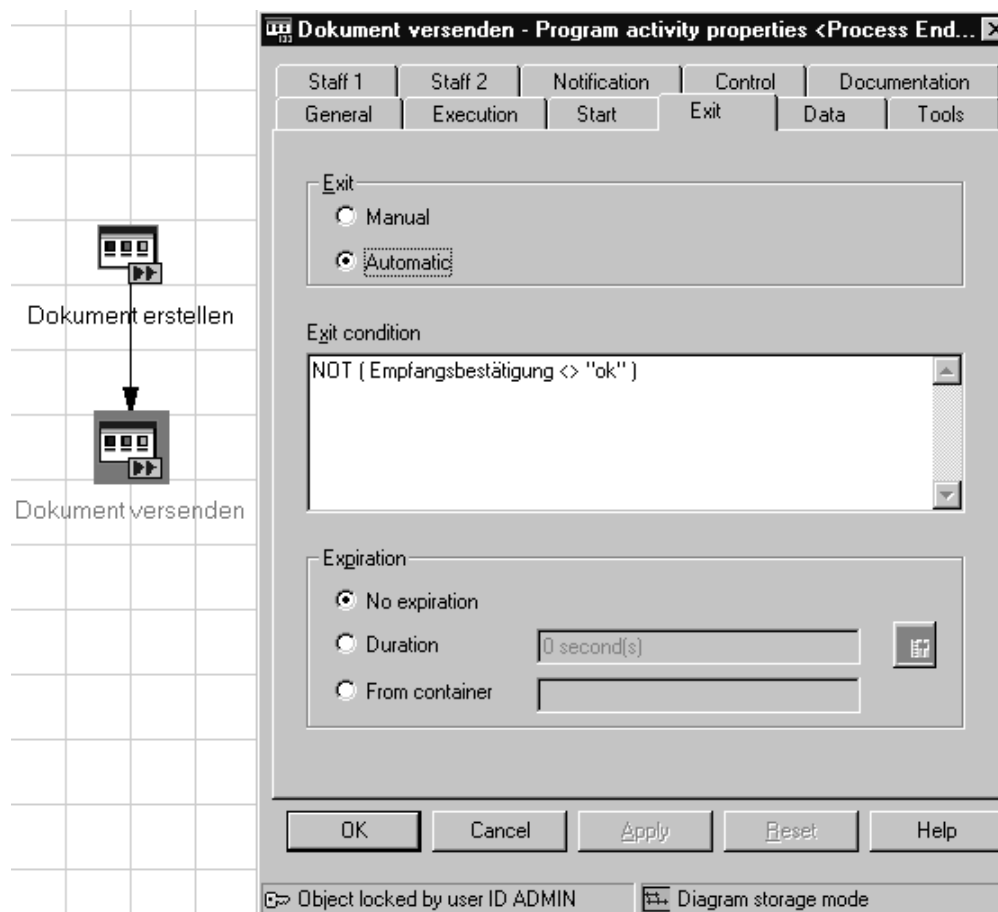 Dokument erstellen
Dokument versenden
Dokument versenden - Program activity properties <Process End...
Staff 1 Staff 2 Notification Control Documentation
General Execution Start Exit Data Tools
Exit
Manual
Automatic
Exit condition
NOT ( Empfangsbestätigung <> "ok" )
Expiration
No expiration
Duration 0 second(s)
From container
OK Cancel Apply Reset Help
Object locked by user ID ADMIN Diagram storage mode